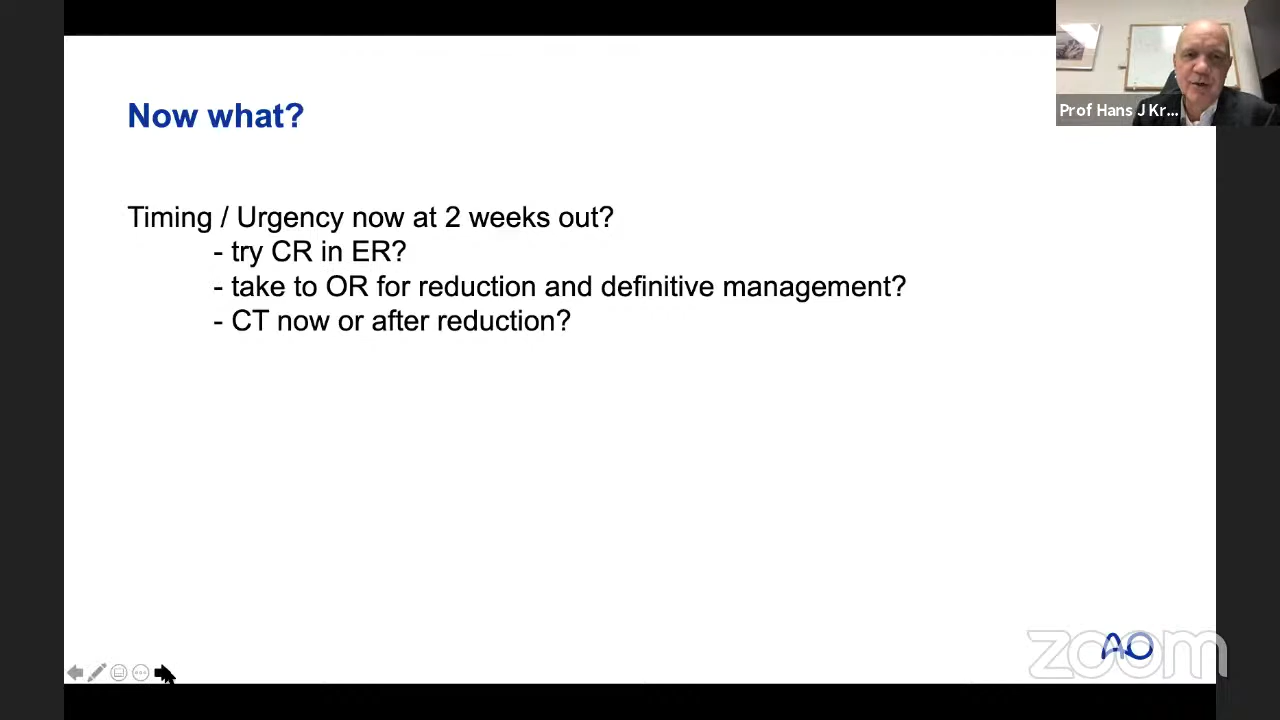 Now what?
Prof Hans J Kr...
Timing / Urgency now at 2 weeks out?
- try CR in ER?
- take to OR for reduction and definitive management?
- CT now or after reduction?
AO
zoom